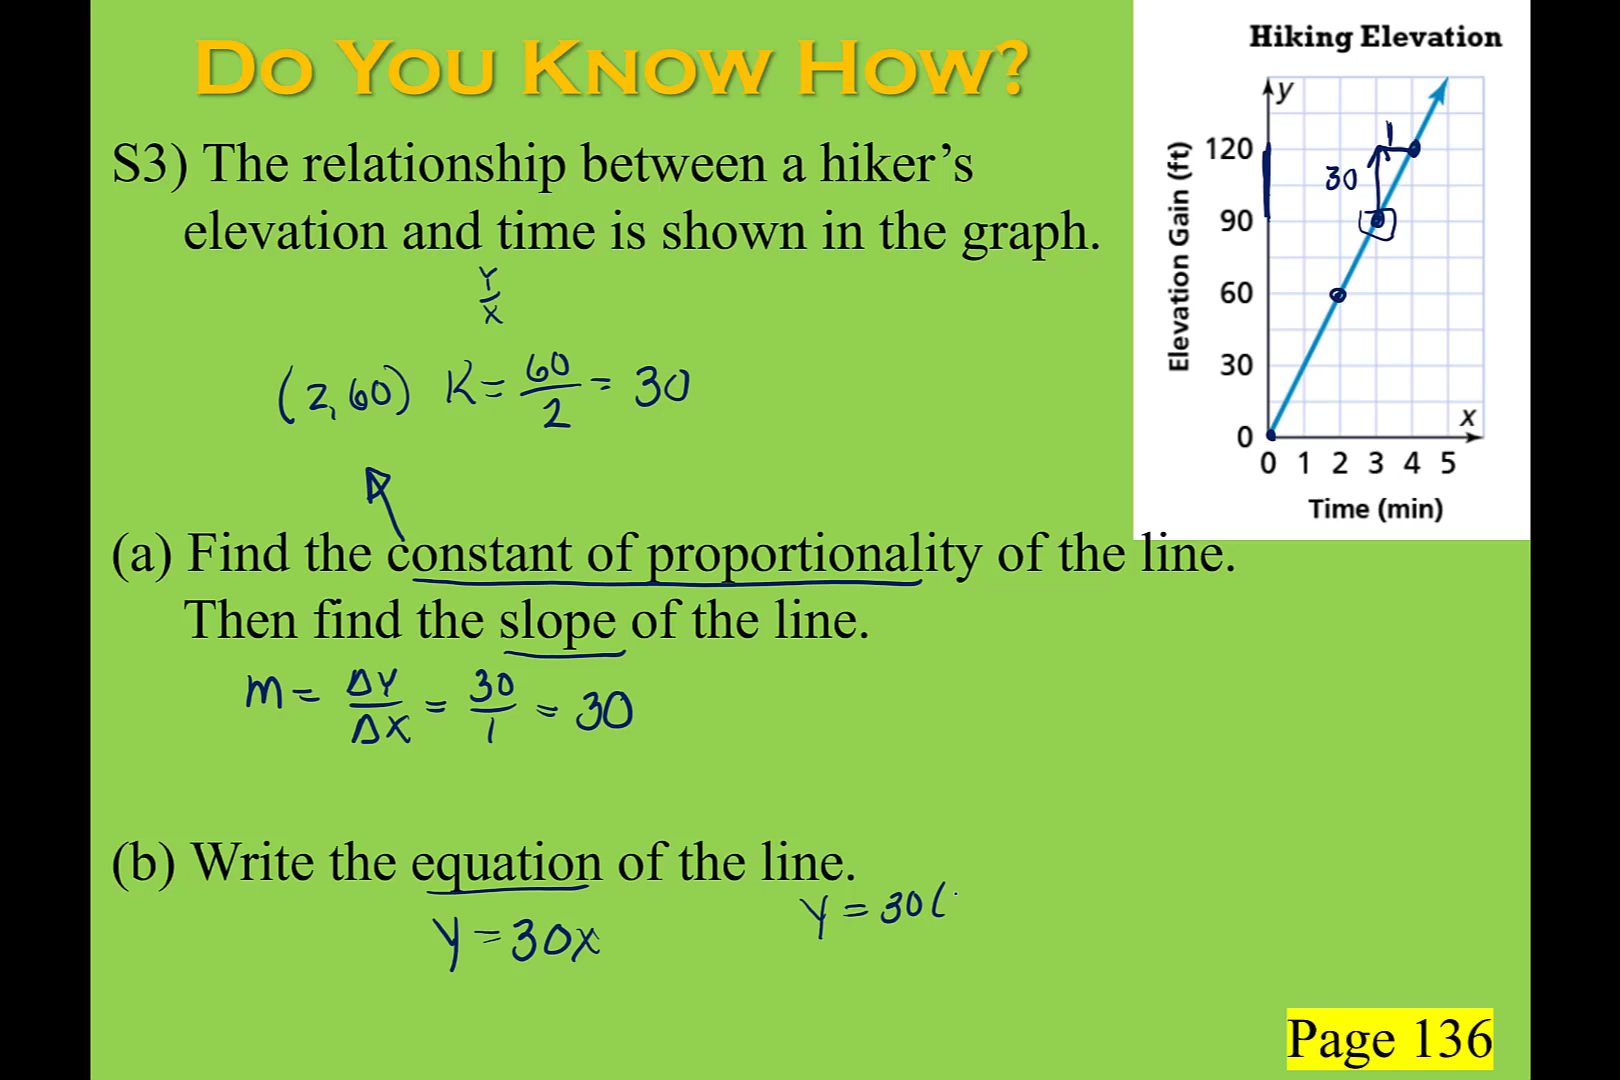 Do You Know How?
S3) The relationship between a hiker's
elevation and time is shown in the graph.
Y
X
(2,60) K = 60/2 = 30
(a) Find the constant of proportionality of the line.
Then find the slope of the line.
m = ΔY/ΔX = 30/1 = 30
(b) Write the equation of the line.
Y = 30x
Y = 30(
Page 136
Hiking Elevation
y
120
90
60
30
0
Elevation Gain (ft)
1
30
x
0 1 2 3 4 5
Time (min)